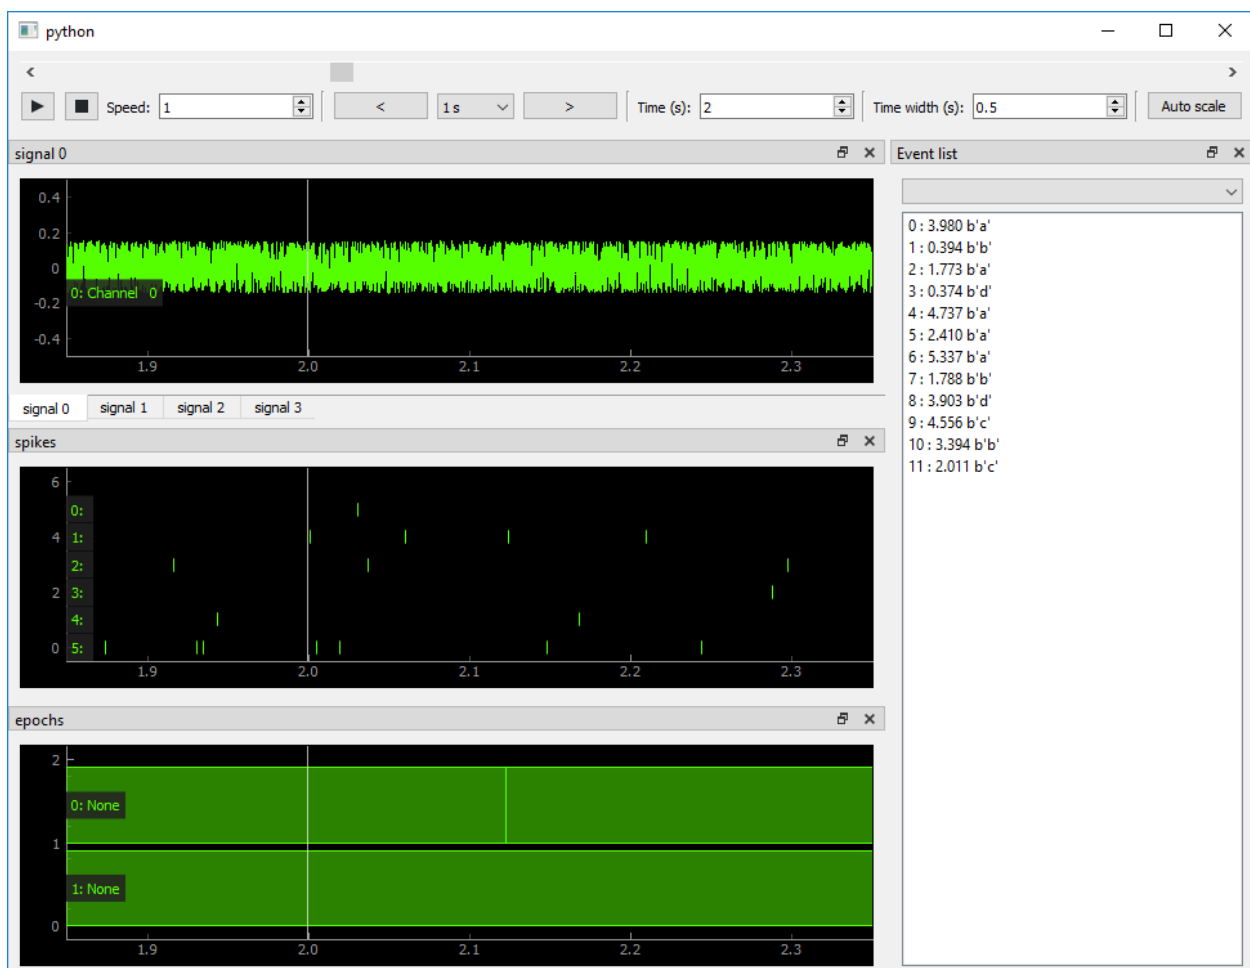 python
< >
Speed: 1 < 1 s > Time (s): 2 Time width (s): 0.5 Auto scale
signal 0
0.4
0.2
0
-0.2
-0.4
0: Channel 0
1.9 2.0 2.1 2.2 2.3
signal 0 signal 1 signal 2 signal 3
spikes
6
0:
4 1:
2:
2 3:
4:
0 5:
1.9 2.0 2.1 2.2 2.3
epochs
2
0: None
1
1: None
0
1.9 2.0 2.1 2.2 2.3
Event list
0 : 3.980 b'a'
1 : 0.394 b'b'
2 : 1.773 b'a'
3 : 0.374 b'd'
4 : 4.737 b'a'
5 : 2.410 b'a'
6 : 5.337 b'a'
7 : 1.788 b'b'
8 : 3.903 b'd'
9 : 4.556 b'c'
10 : 3.394 b'b'
11 : 2.011 b'c'